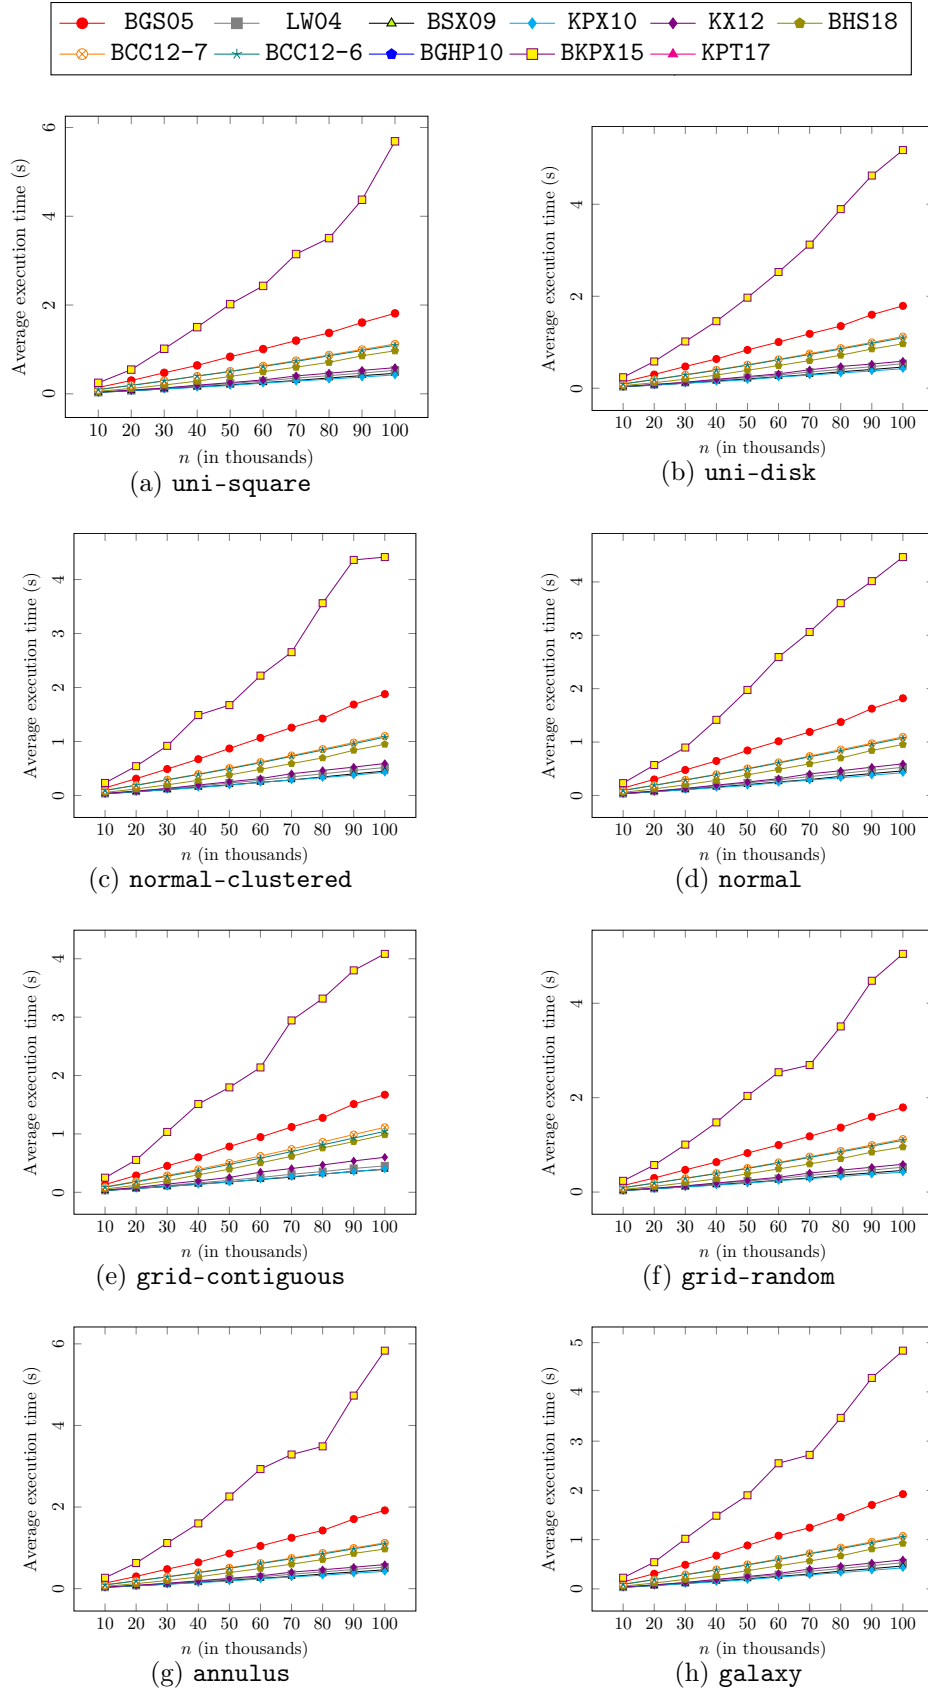 BGS05 LW04 BSX09 KPX10 KX12 BHS18
BCC12-7 BCC12-6 BGHP10 BKPX15 KPT17
Average execution time (s)
6
4
2
0
10 20 30 40 50 60 70 80 90 100
n (in thousands)
(a) uni-square
Average execution time (s)
4
2
0
10 20 30 40 50 60 70 80 90 100
n (in thousands)
(b) uni-disk
Average execution time (s)
4
3
2
1
0
10 20 30 40 50 60 70 80 90 100
n (in thousands)
(c) normal-clustered
Average execution time (s)
4
2
0
10 20 30 40 50 60 70 80 90 100
n (in thousands)
(d) normal
Average execution time (s)
4
3
2
1
0
10 20 30 40 50 60 70 80 90 100
n (in thousands)
(e) grid-contiguous
Average execution time (s)
4
2
0
10 20 30 40 50 60 70 80 90 100
n (in thousands)
(f) grid-random
Average execution time (s)
6
4
2
0
10 20 30 40 50 60 70 80 90 100
n (in thousands)
(g) annulus
Average execution time (s)
5
4
3
2
1
0
10 20 30 40 50 60 70 80 90 100
n (in thousands)
(h) galaxy